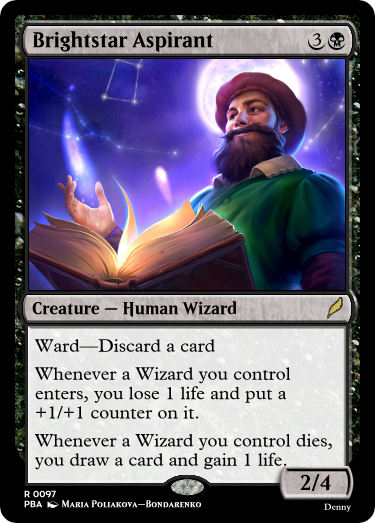 Brightstar Aspirant 3
Creature — Human Wizard
Ward—Discard a card
Whenever a Wizard you control
enters, you lose 1 life and put a
+1/+1 counter on it.
Whenever a Wizard you control dies,
you draw a card and gain 1 life.
2/4
R 0097
PBA Maria Poliakova—Bondarenko
Denny